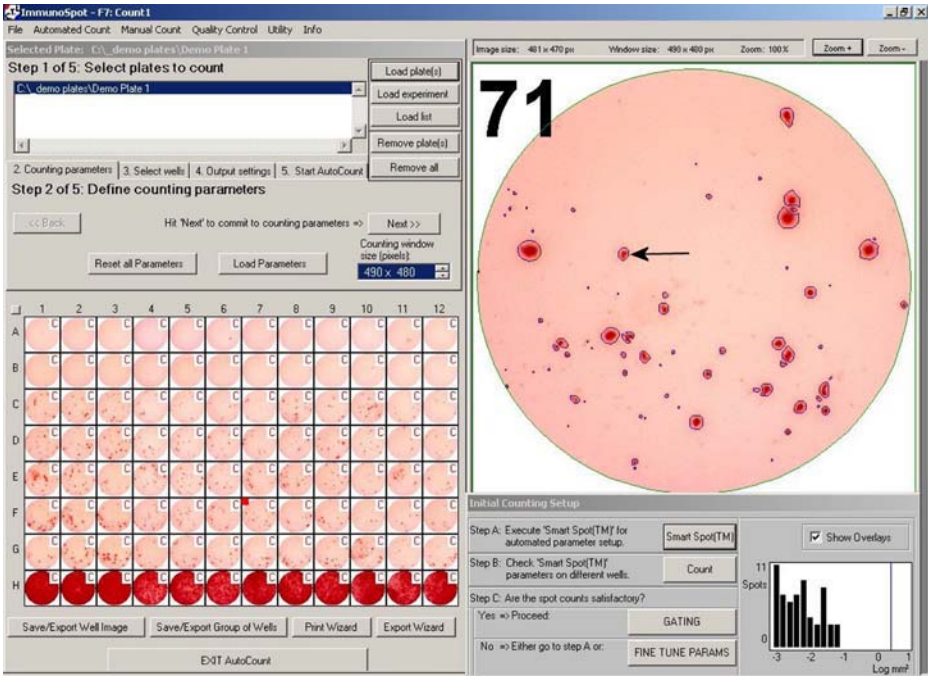 ImmunoSpot - F7: Count1
File Automated Count Manual Count Quality Control Utility Info
Selected Plate: C:\_demo plates\Demo Plate 1
Step 1 of 5: Select plates to count
C:\_demo plates\Demo Plate 1
Load plate(s)
Load experiment
Load list
Remove plate(s)
Remove all
2. Counting parameters 3. Select wells 4. Output settings 5. Start AutoCount
Step 2 of 5: Define counting parameters
<< Back
Hit 'Next' to commit to counting parameters =>
Next >>
Reset all Parameters
Load Parameters
Counting window
size (pixels):
490 x 480
1 2 3 4 5 6 7 8 9 10 11 12
A C C C C C C C C C C C C
B C C C C C C C C C C C C
C C C C C C C C C C C C C
D C C C C C C C C C C C C
E C C C C C C C C C C C C
F C C C C C C C C C C C C
G C C C C C C C C C C C C
H C C C C C C C C C C C C
Save/Export Well Image
Save/Export Group of Wells
Print Wizard
Export Wizard
EXIT AutoCount
Image size: 481 x 470 px Window size: 490 x 480 px Zoom: 100 %
Zoom +
Zoom -
71
Initial Counting Setup
Step A: Execute 'Smart Spot(TM)' for
automated parameter setup.
Smart Spot(TM)
Step B: Check 'Smart Spot(TM)'
parameters on different wells.
Count
Step C: Are the spot counts satisfactory?
Yes => Proceed:
GATING
No => Either go to step A or:
FINE TUNE PARAMS
Show Overlays
11
Spots
0
-3 -2 -1 0 1
Log mm²